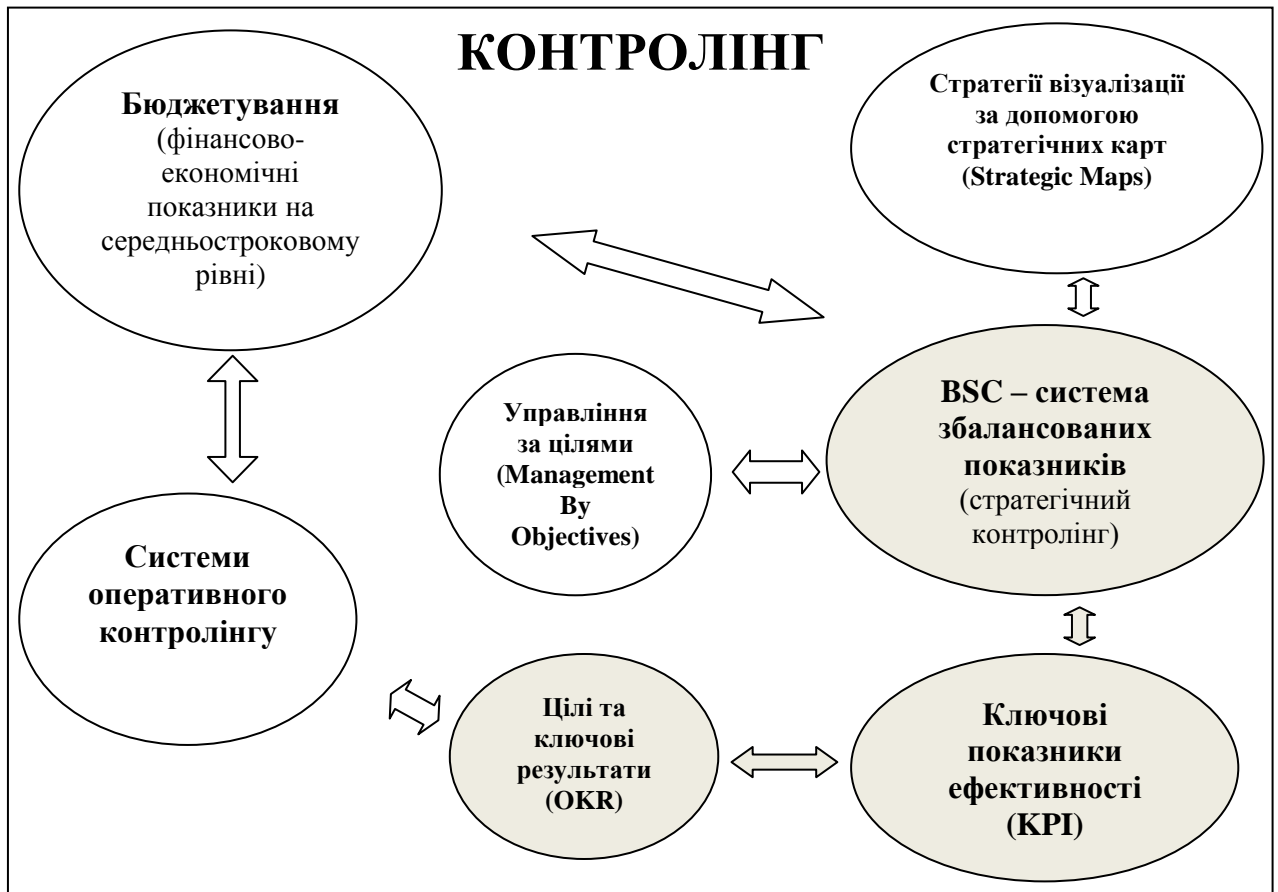 КОНТРОЛІНГ
Бюджетування
(фінансово-
економічні
показники на
середньостроковому
рівні)
Стратегії візуалізації
за допомогою
стратегічних карт
(Strategic Maps)
Управління
за цілями
(Management
By
Objectives)
BSC – система
збалансованих
показників
(стратегічний
контролінг)
Системи
оперативного
контролінгу
Цілі та
ключові
результати
(OKR)
Ключові
показники
ефективності
(KPI)